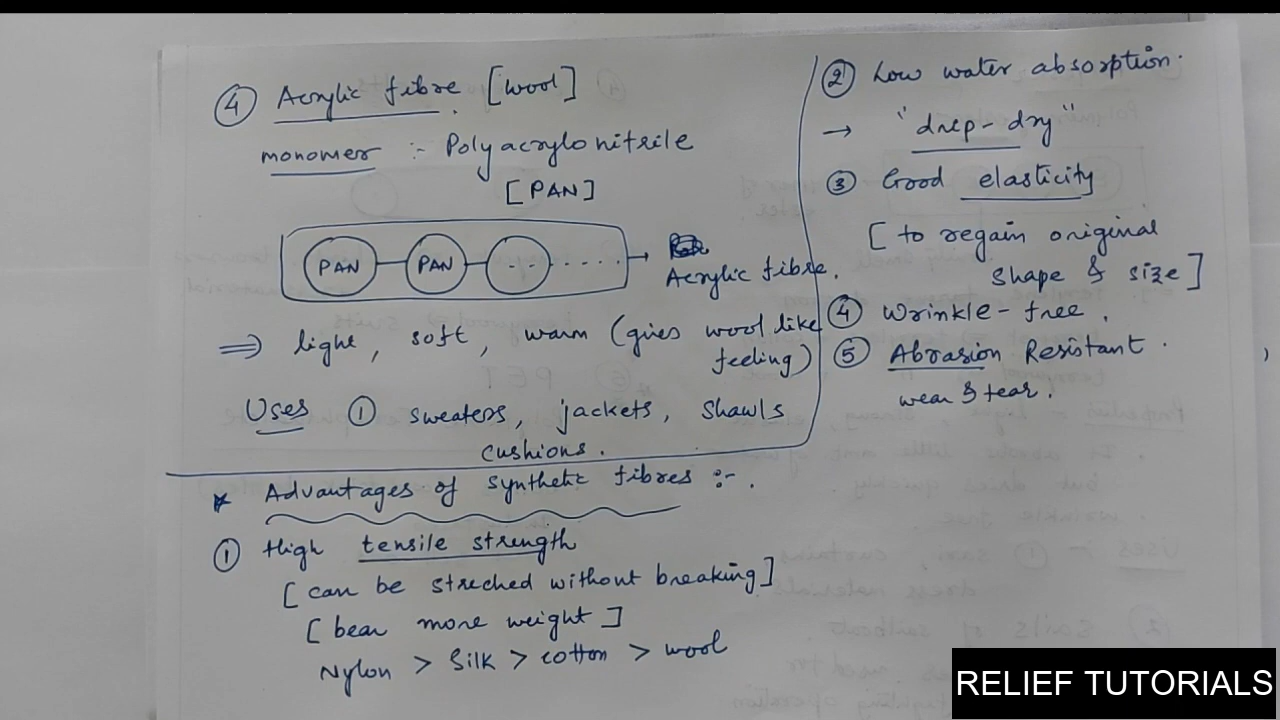 ④ Acrylic fibre [wool]
monomer :- Polyacrylonitrile
[PAN]
PAN PAN .. .... → Acrylic fibre.
⇒ light, soft, warm (gives wool like
feeling)
Uses ① sweaters, jackets, shawls
cushions.
* Advantages of synthetic fibres :- .
① High tensile strength
[can be streched without breaking]
[bear more weight]
Nylon > Silk > cotton > wool
② Low water absorption.
→ "drep-dry"
③ Good elasticity
[to regain original
shape & size]
④ wrinkle-free.
⑤ Abrasion Resistant.
wear & tear.
RELIEF TUTORIALS